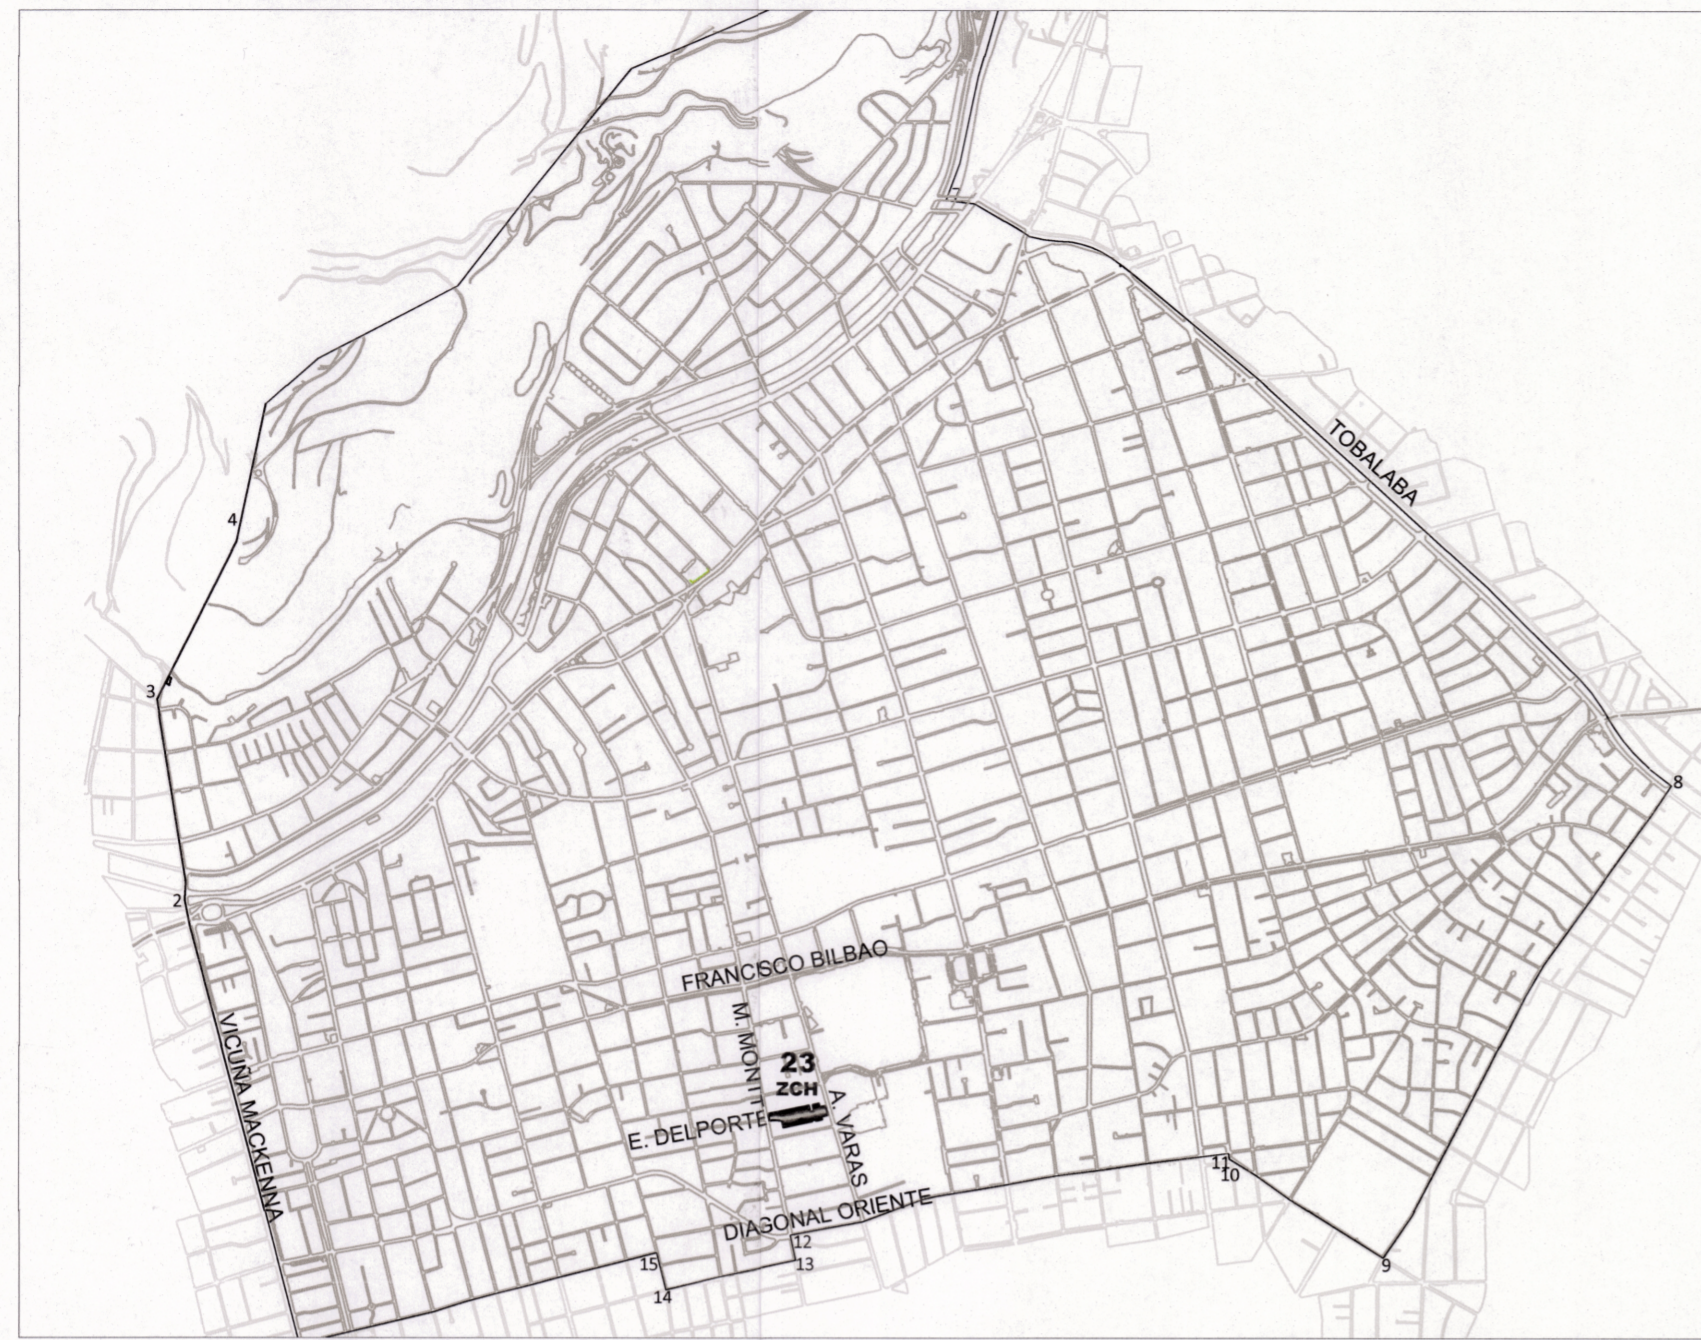 7
TOBALABA
4
3
8
2
FRANCISCO BILBAO
M. MONTT
VICUÑA MACKENNA
23
ZCH
A. VARAS
E. DELPORTE
11
10
DIAGONAL ORIENTE
12
13
15
14
9